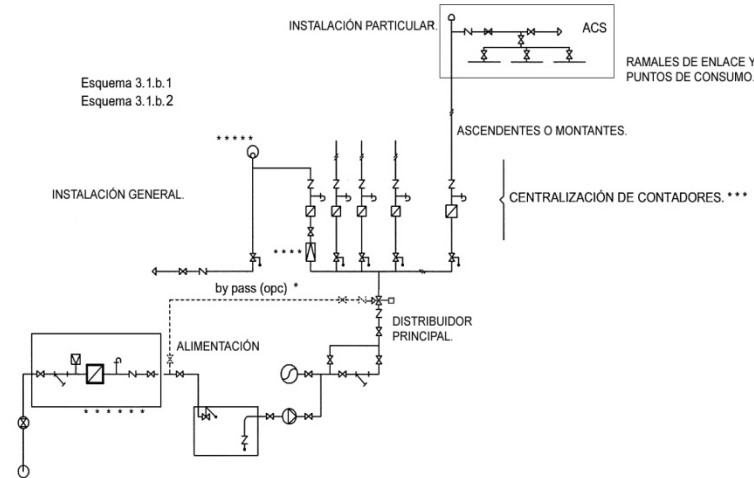 INSTALACIÓN PARTICULAR.
ACS
RAMALES DE ENLACE Y
PUNTOS DE CONSUMO.
Esquema 3.1.b.1
Esquema 3.1.b.2
ASCENDENTES O MONTANTES.
* * * * *
INSTALACIÓN GENERAL.
CENTRALIZACIÓN DE CONTADORES. * * *
* * * *
by pass (opc) *
DISTRIBUIDOR
PRINCIPAL.
ALIMENTACIÓN
* * * * * *